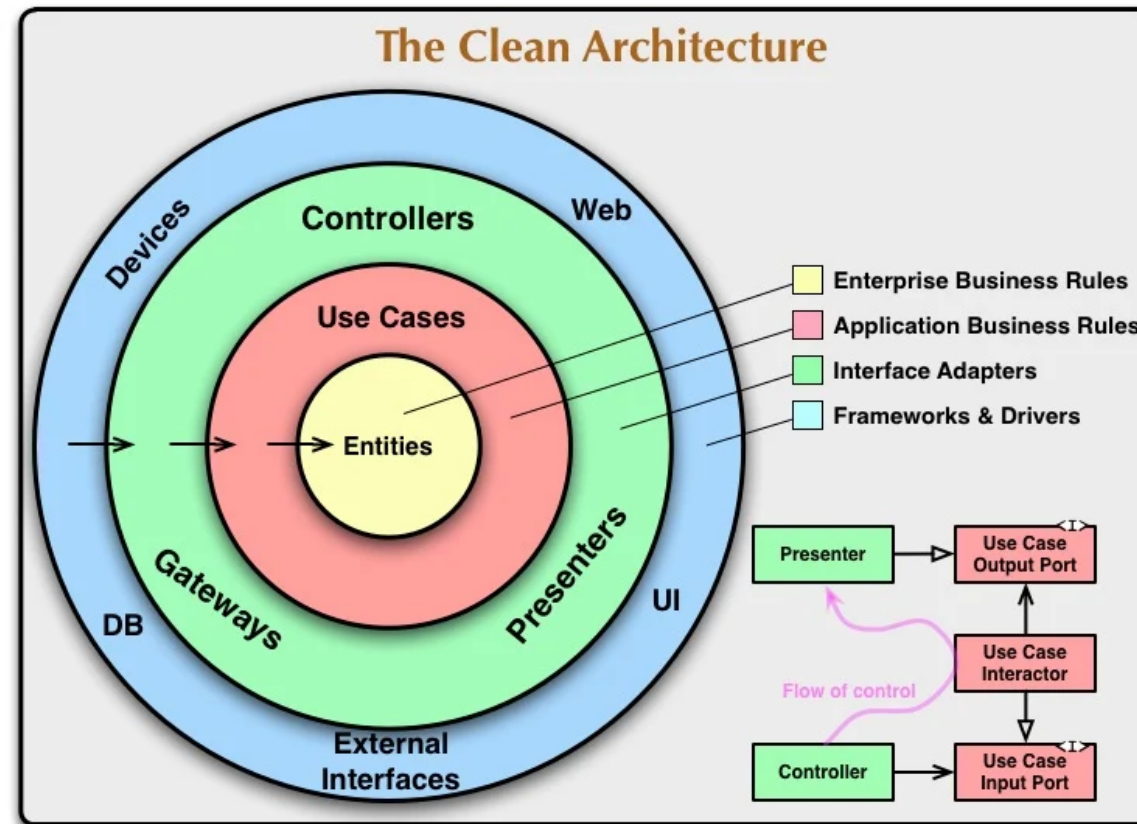 The Clean Architecture
Devices
Web
Controllers
Use Cases
Entities
Gateways
Presenters
DB
UI
External
Interfaces
Enterprise Business Rules
Application Business Rules
Interface Adapters
Frameworks & Drivers
Presenter
<I>
Use Case
Output Port
Use Case
Interactor
Flow of control
Controller
<I>
Use Case
Input Port